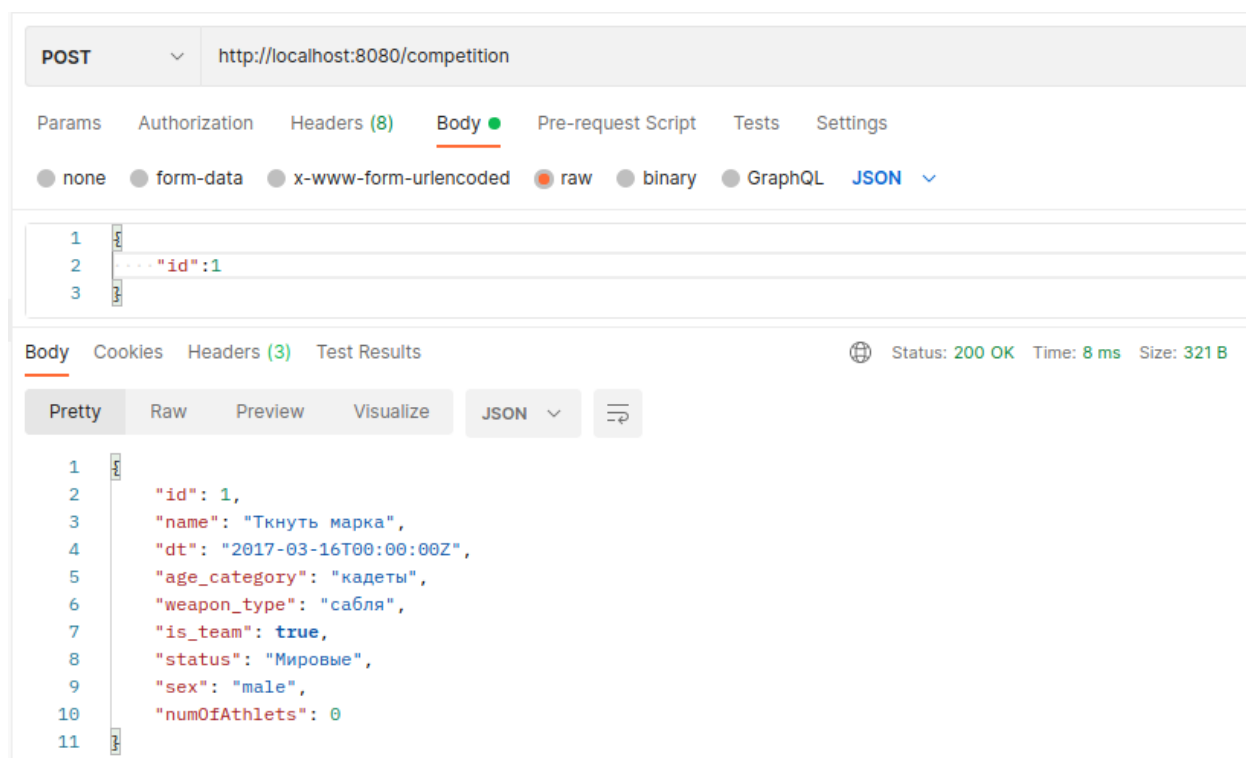 POST http://localhost:8080/competition
Params Authorization Headers (8) Body Pre-request Script Tests Settings
none form-data x-www-form-urlencoded raw binary GraphQL JSON
1 {
2 ····"id":1
3 }
Body Cookies Headers (3) Test Results Status: 200 OK Time: 8 ms Size: 321 B
Pretty Raw Preview Visualize JSON
1 {
2 "id": 1,
3 "name": "Ткнуть марка",
4 "dt": "2017-03-16T00:00:00Z",
5 "age_category": "кадеты",
6 "weapon_type": "сабля",
7 "is_team": true,
8 "status": "Мировые",
9 "sex": "male",
10 "numOfAthlets": 0
11 }